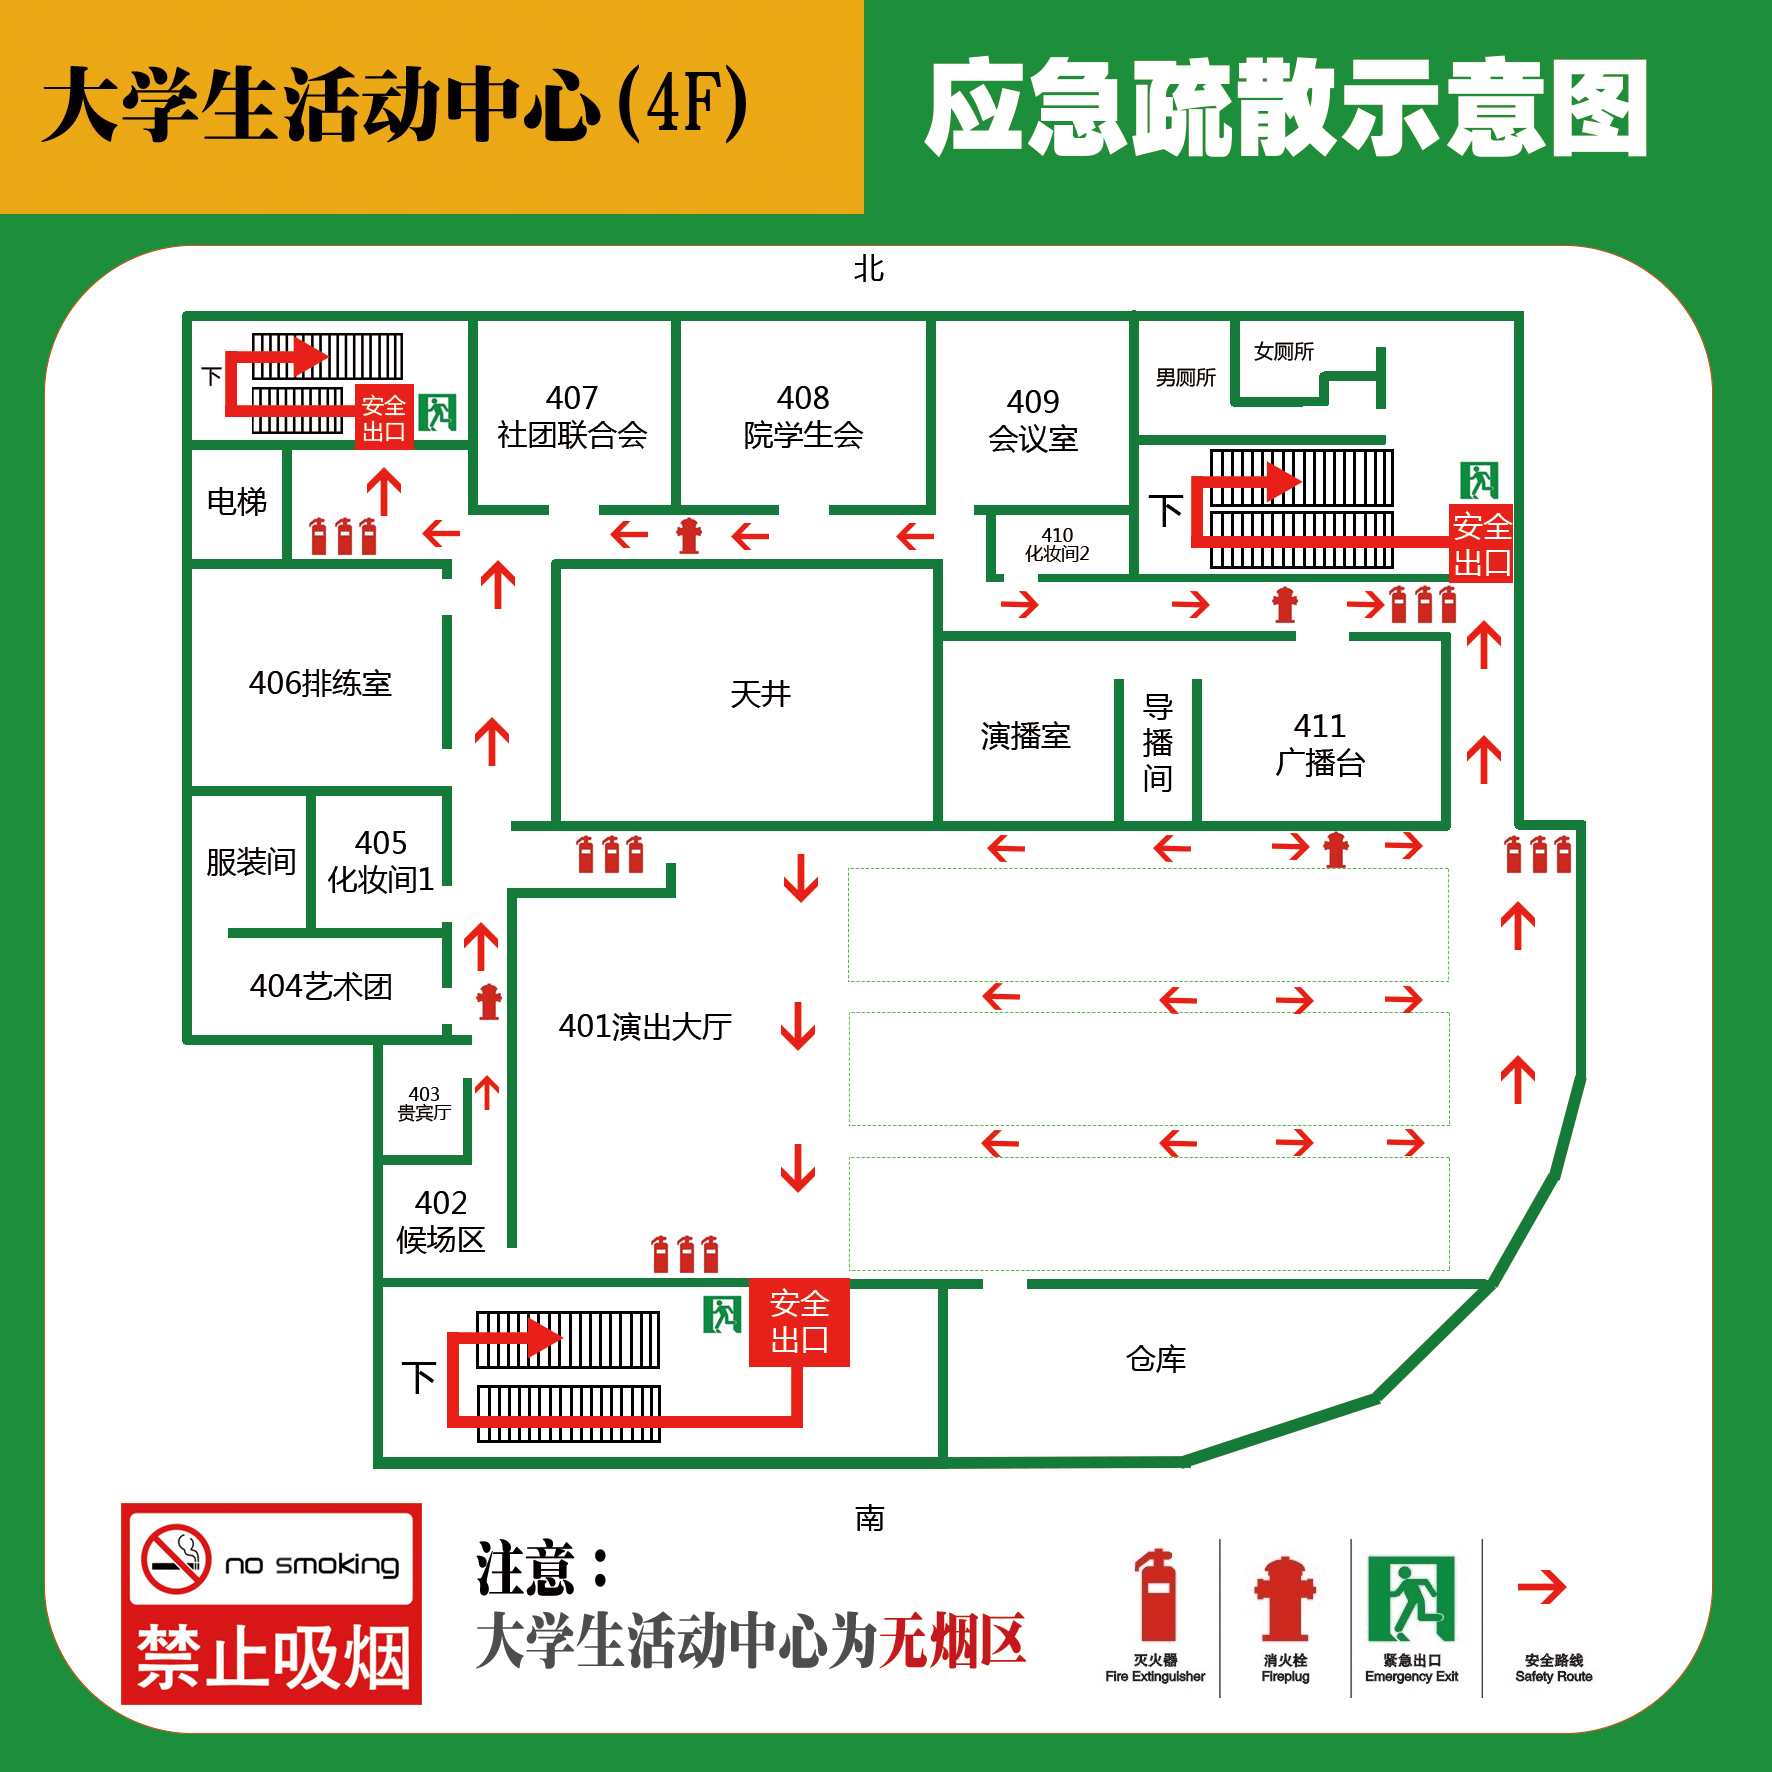 大学生活动中心(4F)
应急疏散示意图
北
下
安全
出口
407
社团联合会
408
院学生会
409
会议室
男厕所
女厕所
电梯
下
安全
出口
410
化妆间2
406排练室
天井
演播室
导
播
间
411
广播台
服装间
405
化妆间1
404艺术团
401演出大厅
403
贵宾厅
402
候场区
安全
出口
下
仓库
南
no smoking
禁止吸烟
注意：
大学生活动中心为无烟区
灭火器
Fire Extinguisher
消火栓
Fireplug
紧急出口
Emergency Exit
安全路线
Safety Route